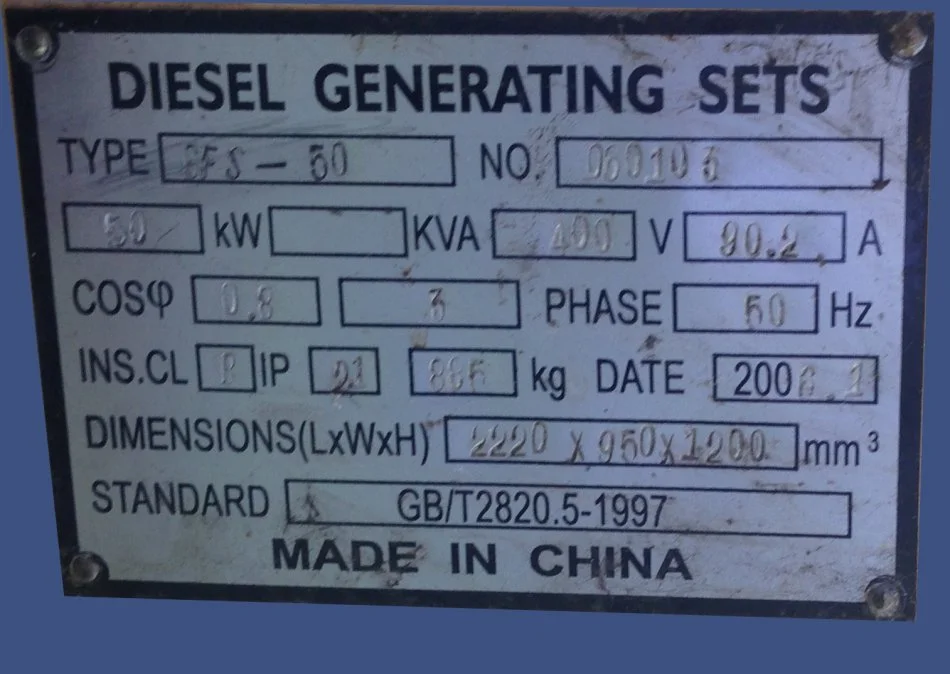 DIESEL GENERATING SETS
TYPE - 50 NO.
50 kW KVA 400 V 90.2 A
COSφ 0.8 3 PHASE 50 Hz
INS.CL IP 21 kg DATE
DIMENSIONS(LxWxH) 2220 x 950x1200 mm³
STANDARD GB/T2820.5-1997
MADE IN CHINA